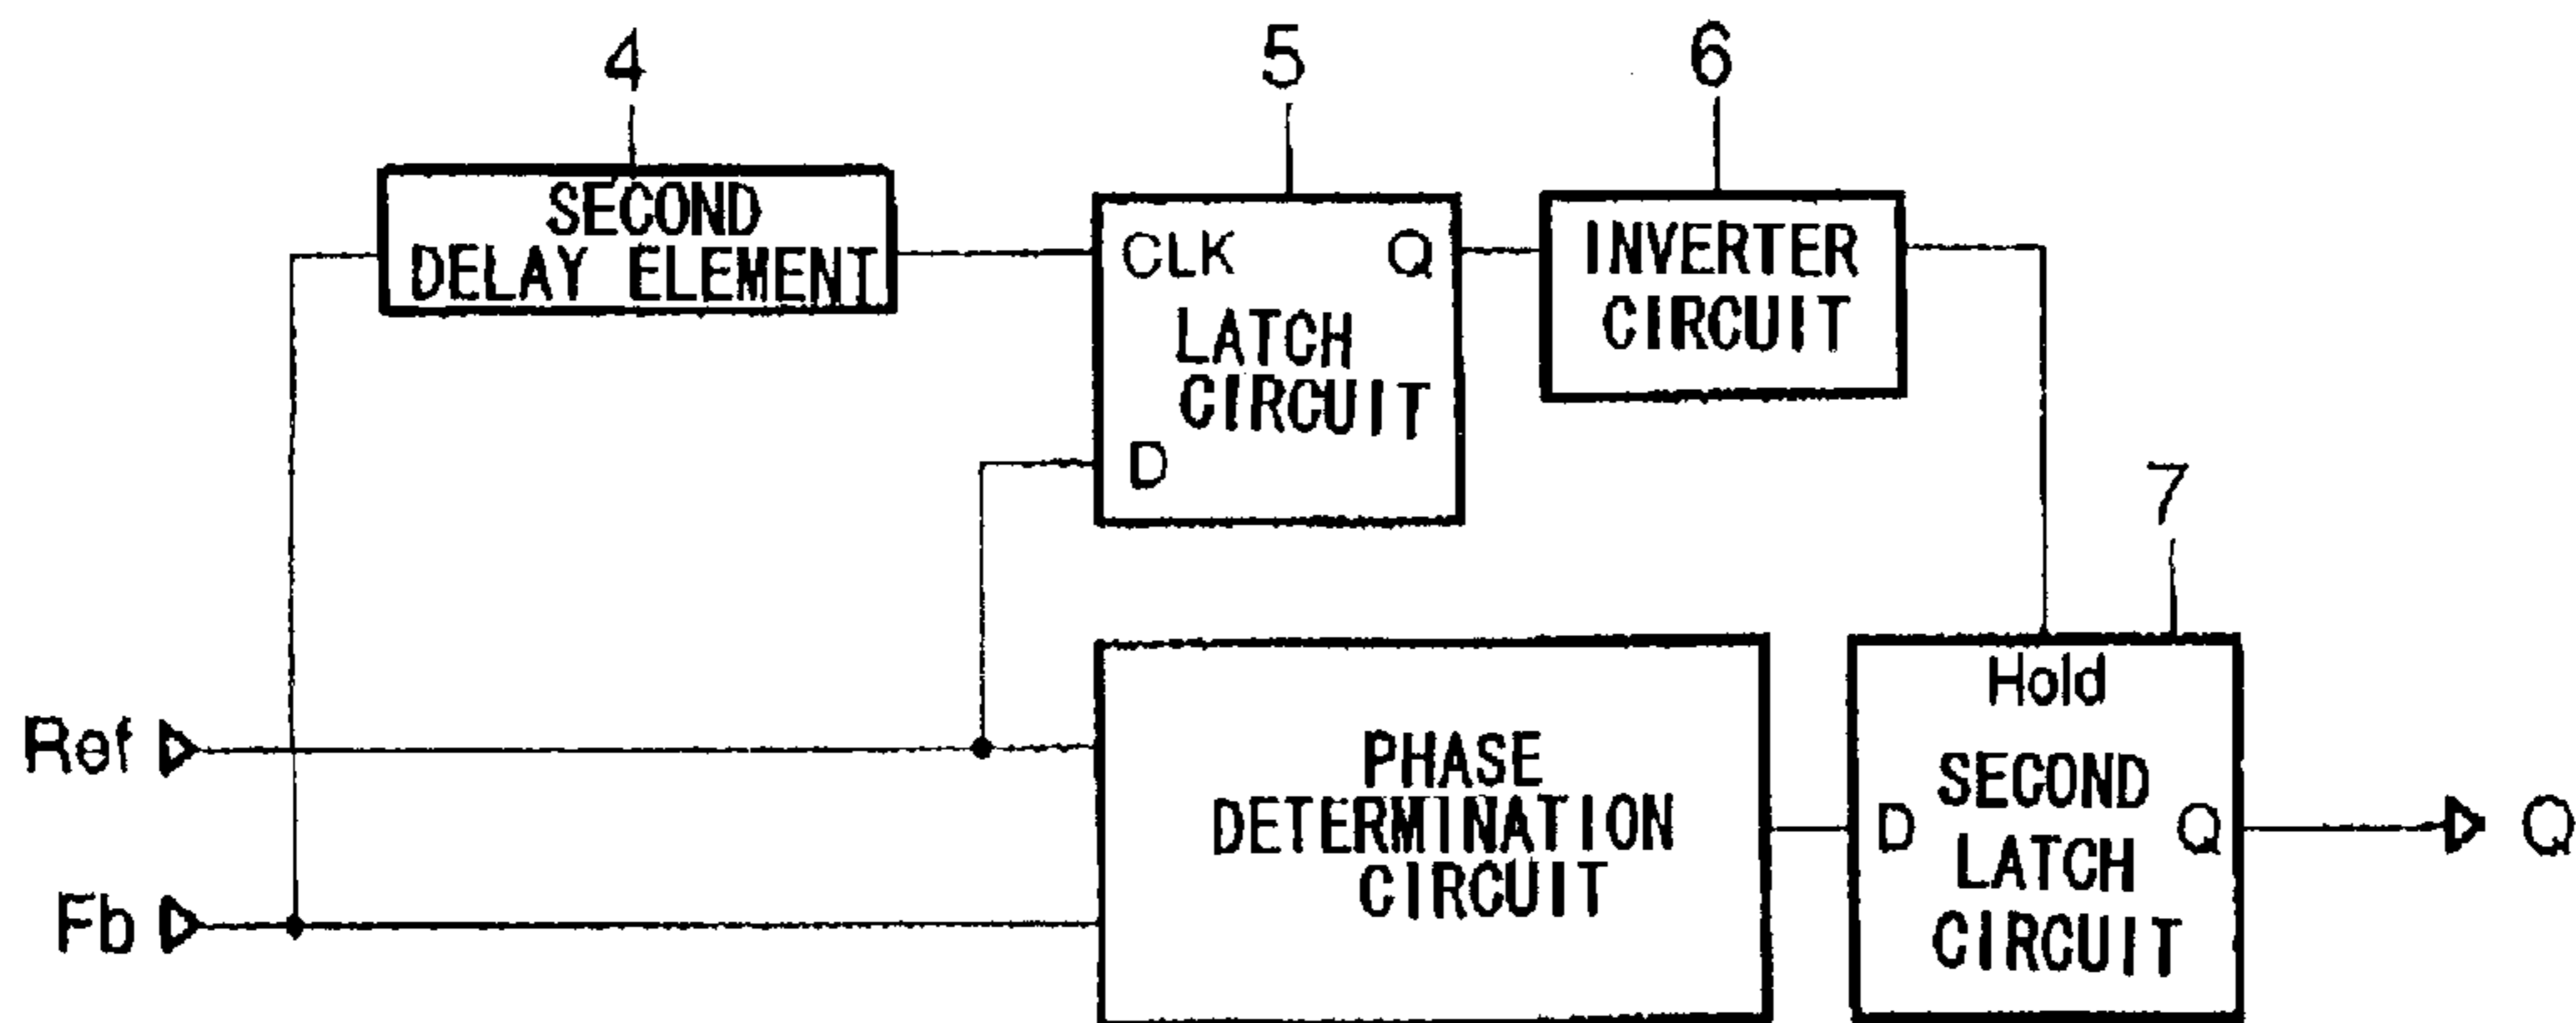 4
5
6
SECOND
DELAY ELEMENT
CLK
Q
LATCH
CIRCUIT
D
INVERTER
CIRCUIT
7
Ref
Fb
PHASE
DETERMINATION
CIRCUIT
Hold
SECOND
LATCH
CIRCUIT
D
Q
Q